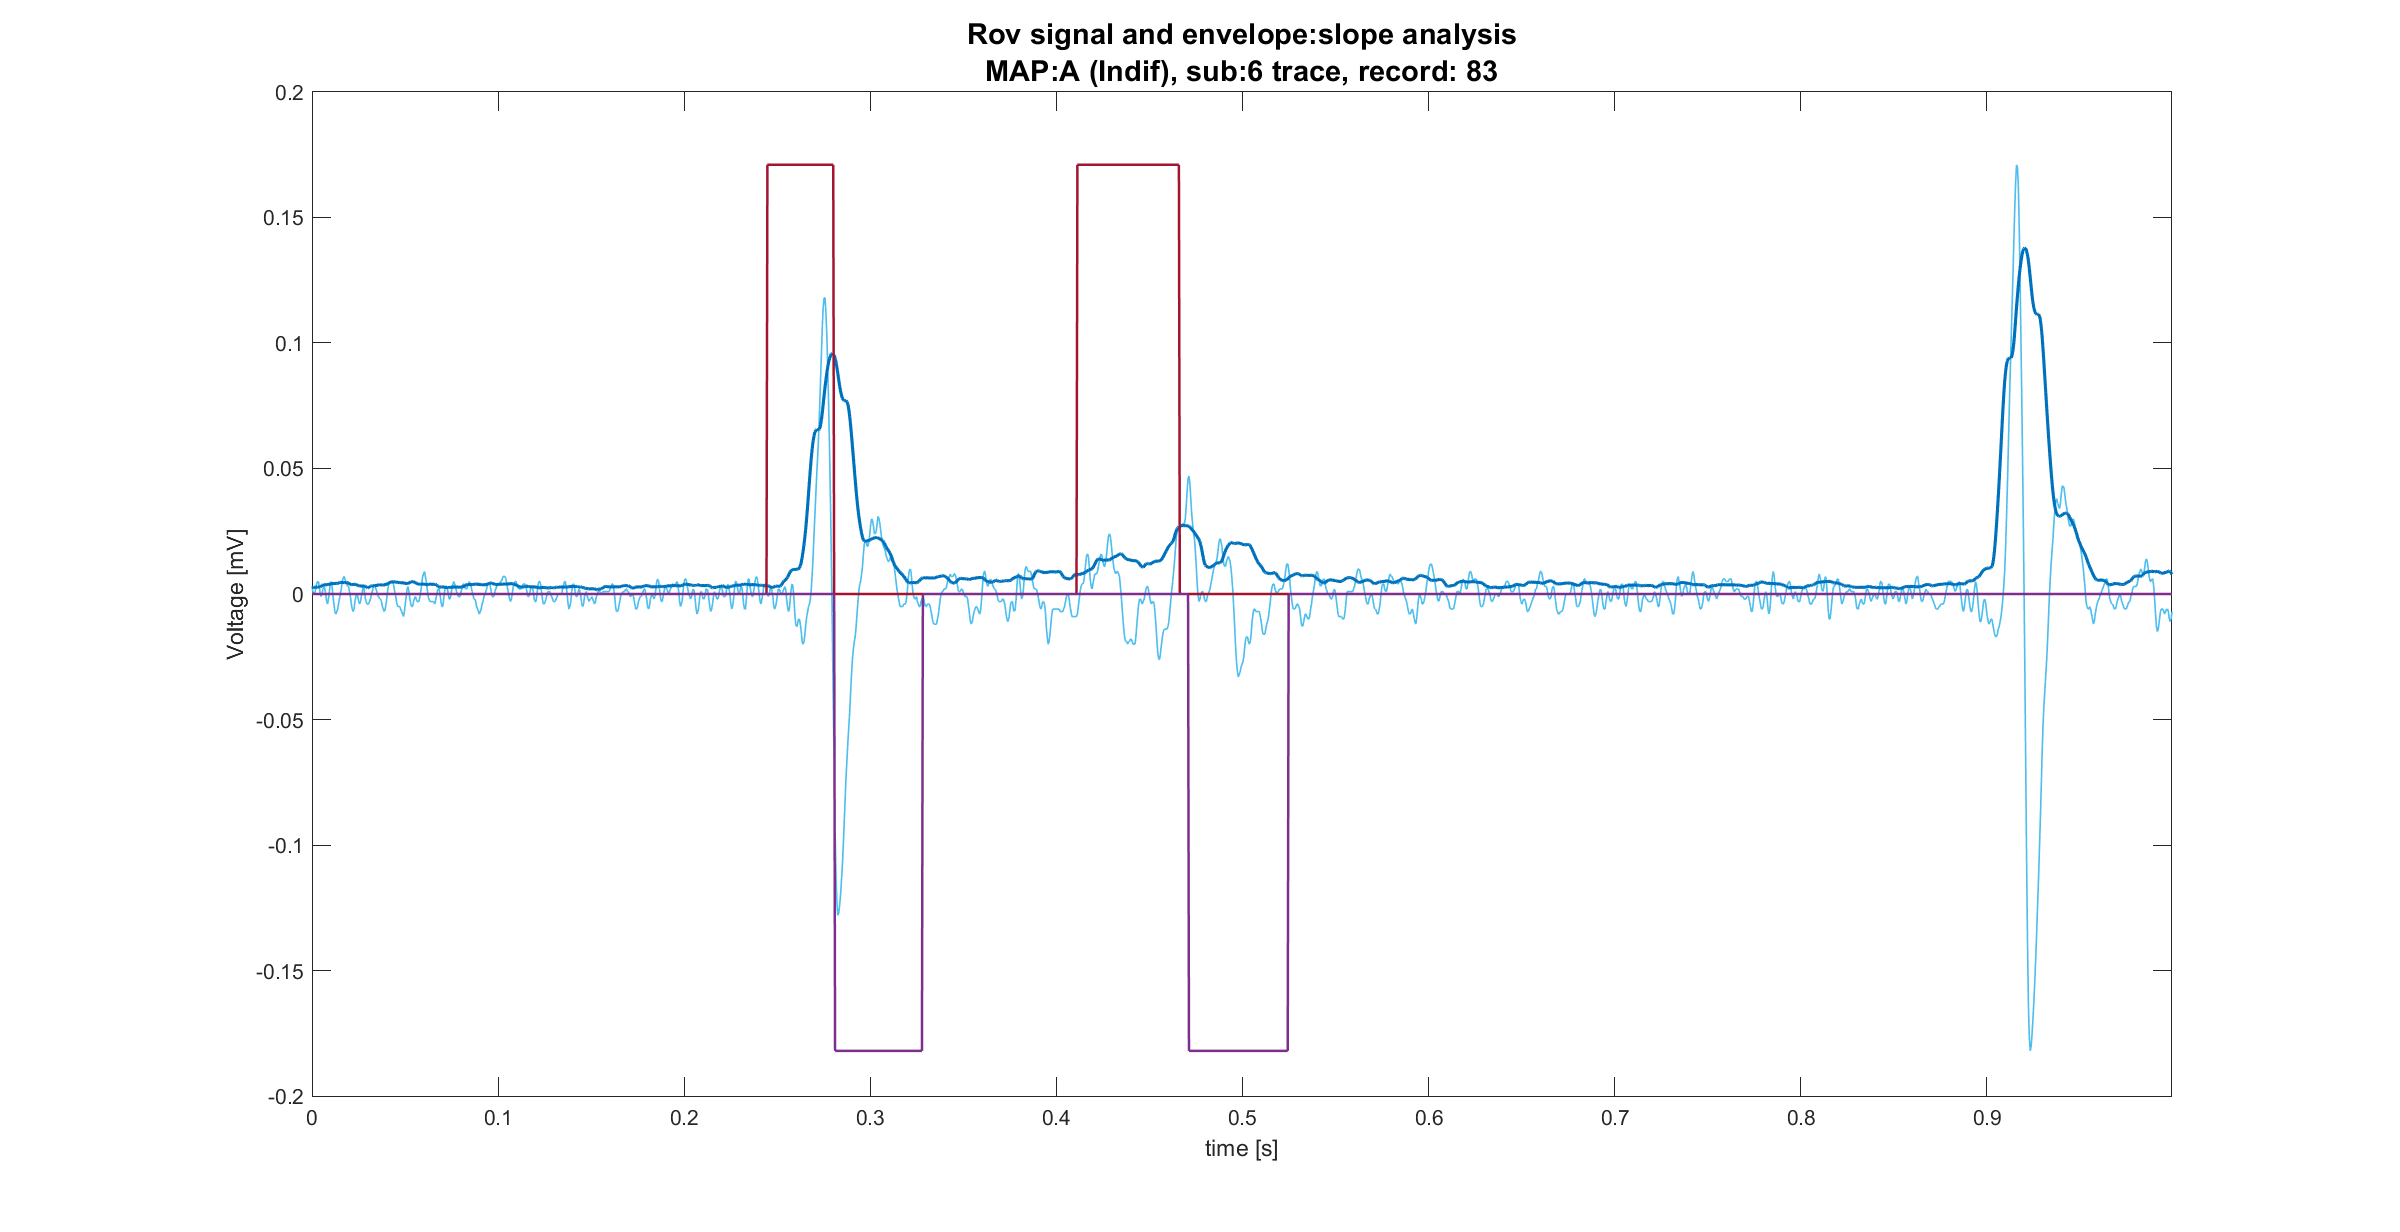 Rov signal and envelope:slope analysis
MAP:A (Indif), sub:6 trace, record: 83
0.2
0.15
0.1
0.05
0
-0.05
-0.1
-0.15
-0.2
Voltage [mV]
0 0.1 0.2 0.3 0.4 0.5 0.6 0.7 0.8 0.9
time [s]